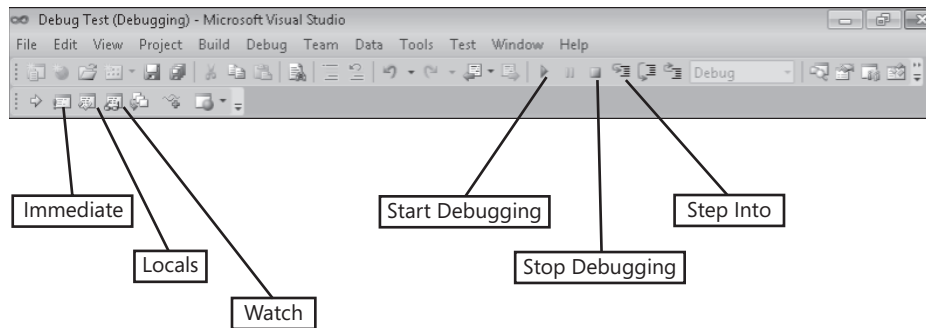 Debug Test (Debugging) - Microsoft Visual Studio
File Edit View Project Build Debug Team Data Tools Test Window Help
Debug
Immediate
Start Debugging
Step Into
Locals
Stop Debugging
Watch